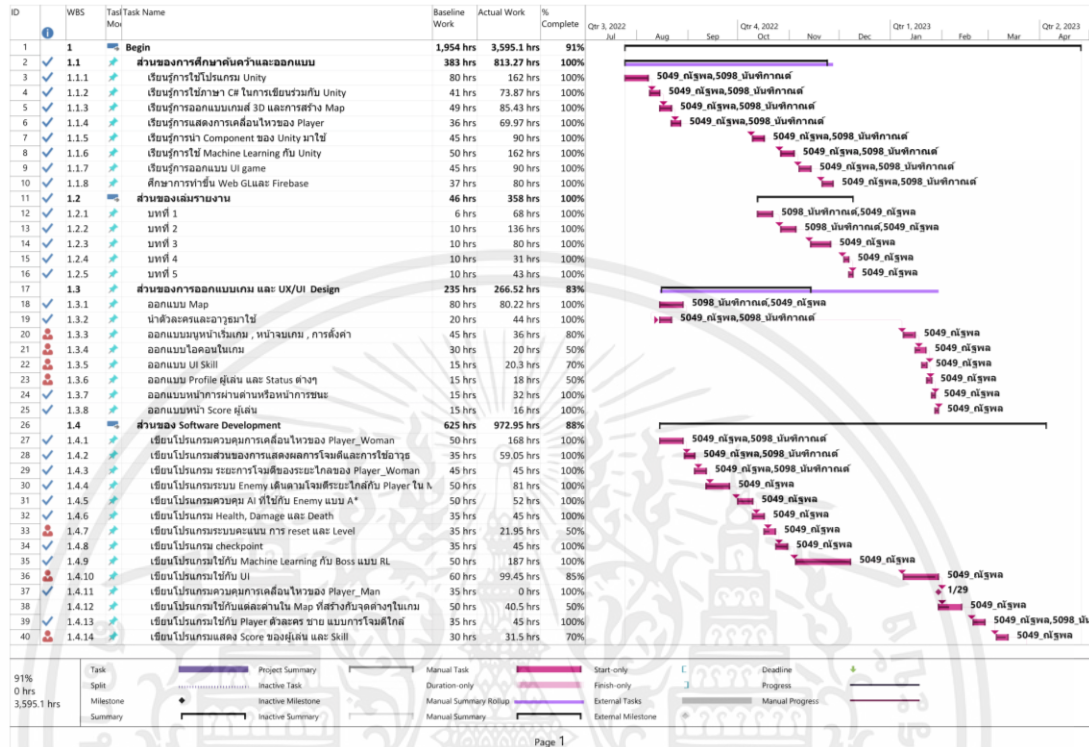 ID WBS Task Mode Task Name Baseline Work Actual Work % Complete Qtr 3, 2022 Qtr 4, 2022 Qtr 1, 2023 Qtr 2, 2023
Jul Aug Sep Oct Nov Dec Jan Feb Mar Apr
1 1 Begin 1,954 hrs 3,595.1 hrs 91%
2 1.1 ส่วนของการศึกษาค้นคว้าและออกแบบ 383 hrs 813.27 hrs 100%
3 1.1.1 เรียนรู้การใช้โปรแกรม Unity 80 hrs 162 hrs 100% 5049_ณัฐพล,5098_นันทิกาณต์
4 1.1.2 เรียนรู้การใช้ภาษา C# ในการเขียนร่วมกับ Unity 41 hrs 73.87 hrs 100% 5049_ณัฐพล,5098_นันทิกาณต์
5 1.1.3 เรียนรู้การออกแบบเกมส์ 3D และการสร้าง Map 49 hrs 85.43 hrs 100% 5049_ณัฐพล,5098_นันทิกาณต์
6 1.1.4 เรียนรู้การแสดงการเคลื่อนไหวของ Player 36 hrs 69.97 hrs 100% 5049_ณัฐพล,5098_นันทิกาณต์
7 1.1.5 เรียนรู้การนำ Component ของ Unity มาใช้ 45 hrs 90 hrs 100% 5049_ณัฐพล,5098_นันทิกาณต์
8 1.1.6 เรียนรู้การใช้ Machine Learning กับ Unity 50 hrs 162 hrs 100% 5049_ณัฐพล,5098_นันทิกาณต์
9 1.1.7 เรียนรู้การออกแบบ UI game 45 hrs 90 hrs 100% 5049_ณัฐพล,5098_นันทิกาณต์
10 1.1.8 ศึกษาการทำขึ้น Web GLและ Firebase 37 hrs 80 hrs 100% 5049_ณัฐพล,5098_นันทิกาณต์
11 1.2 ส่วนของเล่มรายงาน 46 hrs 358 hrs 100%
12 1.2.1 บทที่ 1 6 hrs 68 hrs 100% 5098_นันทิกาณต์,5049_ณัฐพล
13 1.2.2 บทที่ 2 10 hrs 136 hrs 100% 5098_นันทิกาณต์,5049_ณัฐพล
14 1.2.3 บทที่ 3 10 hrs 80 hrs 100% 5049_ณัฐพล
15 1.2.4 บทที่ 4 10 hrs 31 hrs 100% 5049_ณัฐพล
16 1.2.5 บทที่ 5 10 hrs 43 hrs 100% 5049_ณัฐพล
17 1.3 ส่วนของการออกแบบเกม และ UX/UI Design 235 hrs 266.52 hrs 83%
18 1.3.1 ออกแบบ Map 80 hrs 80.22 hrs 100% 5098_นันทิกาณต์,5049_ณัฐพล
19 1.3.2 นำตัวละครและอาวุธมาใช้ 20 hrs 44 hrs 100% 5049_ณัฐพล,5098_นันทิกาณต์
20 1.3.3 ออกแบบมนูหน้าเริ่มเกม , หน้าจบเกม , การตั้งค่า 45 hrs 36 hrs 80% 5049_ณัฐพล
21 1.3.4 ออกแบบไอคอนในเกม 30 hrs 20 hrs 50% 5049_ณัฐพล
22 1.3.5 ออกแบบ UI Skill 15 hrs 20.3 hrs 70% 5049_ณัฐพล
23 1.3.6 ออกแบบ Profile ผู้เล่น และ Status ต่างๆ 15 hrs 18 hrs 50% 5049_ณัฐพล
24 1.3.7 ออกแบบหน้าการผ่านด่านหรือหน้าการชนะ 15 hrs 32 hrs 100% 5049_ณัฐพล
25 1.3.8 ออกแบบหน้า Score ผู้เล่น 15 hrs 16 hrs 100% 5049_ณัฐพล
26 1.4 ส่วนของ Software Development 625 hrs 972.95 hrs 88%
27 1.4.1 เขียนโปรแกรมควบคุมการเคลื่อนไหวของ Player_Woman 50 hrs 168 hrs 100% 5049_ณัฐพล,5098_นันทิกาณต์
28 1.4.2 เขียนโปรแกรมส่วนของการแสดงผลการโจมตีและการใช้อาวุธ 35 hrs 59.05 hrs 100% 5049_ณัฐพล,5098_นันทิกาณต์
29 1.4.3 เขียนโปรแกรม ระยะการโจมตีของระยะไกลของ Player_Woman 45 hrs 45 hrs 100% 5049_ณัฐพล,5098_นันทิกาณต์
30 1.4.4 เขียนโปรแกรมระบบ Enemy เดินตามโจมตีระยะใกล้กับ Player ใน 50 hrs 81 hrs 100% 5049_ณัฐพล
31 1.4.5 เขียนโปรแกรมควบคุม AI ที่ใช้กับ Enemy แบบ A* 50 hrs 52 hrs 100% 5049_ณัฐพล
32 1.4.6 เขียนโปรแกรม Health, Damage และ Death 35 hrs 45 hrs 100% 5049_ณัฐพล
33 1.4.7 เขียนโปรแกรมระบบคะแนน การ reset และ Level 35 hrs 21.95 hrs 50% 5049_ณัฐพล
34 1.4.8 เขียนโปรแกรม checkpoint 35 hrs 45 hrs 100% 5049_ณัฐพล
35 1.4.9 เขียนโปรแกรมใช้กับ Machine Learning กับ Boss แบบ RL 50 hrs 187 hrs 100% 5049_ณัฐพล
36 1.4.10 เขียนโปรแกรมใช้กับ UI 60 hrs 99.45 hrs 85% 5049_ณัฐพล
37 1.4.11 เขียนโปรแกรมควบคุมการเคลื่อนไหวของ Player_Man 35 hrs 0 hrs 100% 1/29
38 1.4.12 เขียนโปรแกรมใช้กับแต่ละด่านใน Map ที่สร้างกับจุดต่างๆในเกม 50 hrs 40.5 hrs 50% 5049_ณัฐพล
39 1.4.13 เขียนโปรแกรมใช้กับ Player ตัวละคร ชาย แบบการโจมตีใกล้ 35 hrs 45 hrs 100% 5049_ณัฐพล,5098_นัน
40 1.4.14 เขียนโปรแกรมแสดง Score ของผู้เล่น และ Skill 30 hrs 31.5 hrs 70% 5049_ณัฐพล
91%
0 hrs
3,595.1 hrs
Task Project Summary Manual Task Start-only Deadline
Split Inactive Task Duration-only Finish-only Progress
Milestone Inactive Milestone Manual Summary Rollup External Tasks Manual Progress
Summary Inactive Summary Manual Summary External Milestone
Page 1